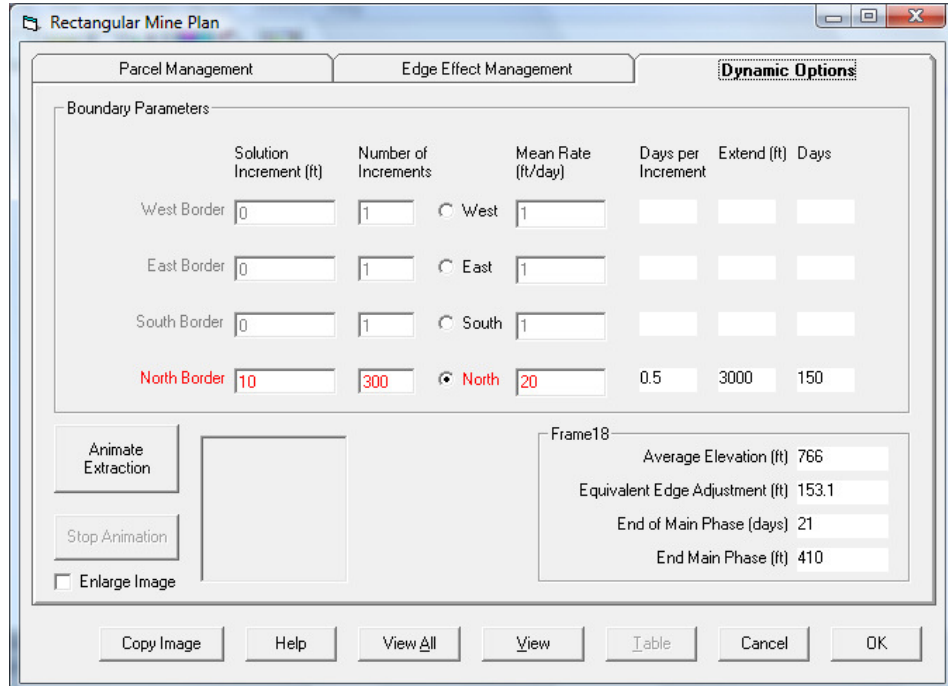 Rectangular Mine Plan
Parcel Management Edge Effect Management Dynamic Options
Boundary Parameters
Solution Increment (ft) Number of Increments Mean Rate (ft/day) Days per Increment Extend (ft) Days
West Border 0 1 West 1
East Border 0 1 East 1
South Border 0 1 South 1
North Border 10 300 North 20 0.5 3000 150
Animate Extraction
Stop Animation
Enlarge Image
Frame18
Average Elevation (ft) 766
Equivalent Edge Adjustment (ft) 153.1
End of Main Phase (days) 21
End Main Phase (ft) 410
Copy Image Help View All View Table Cancel OK